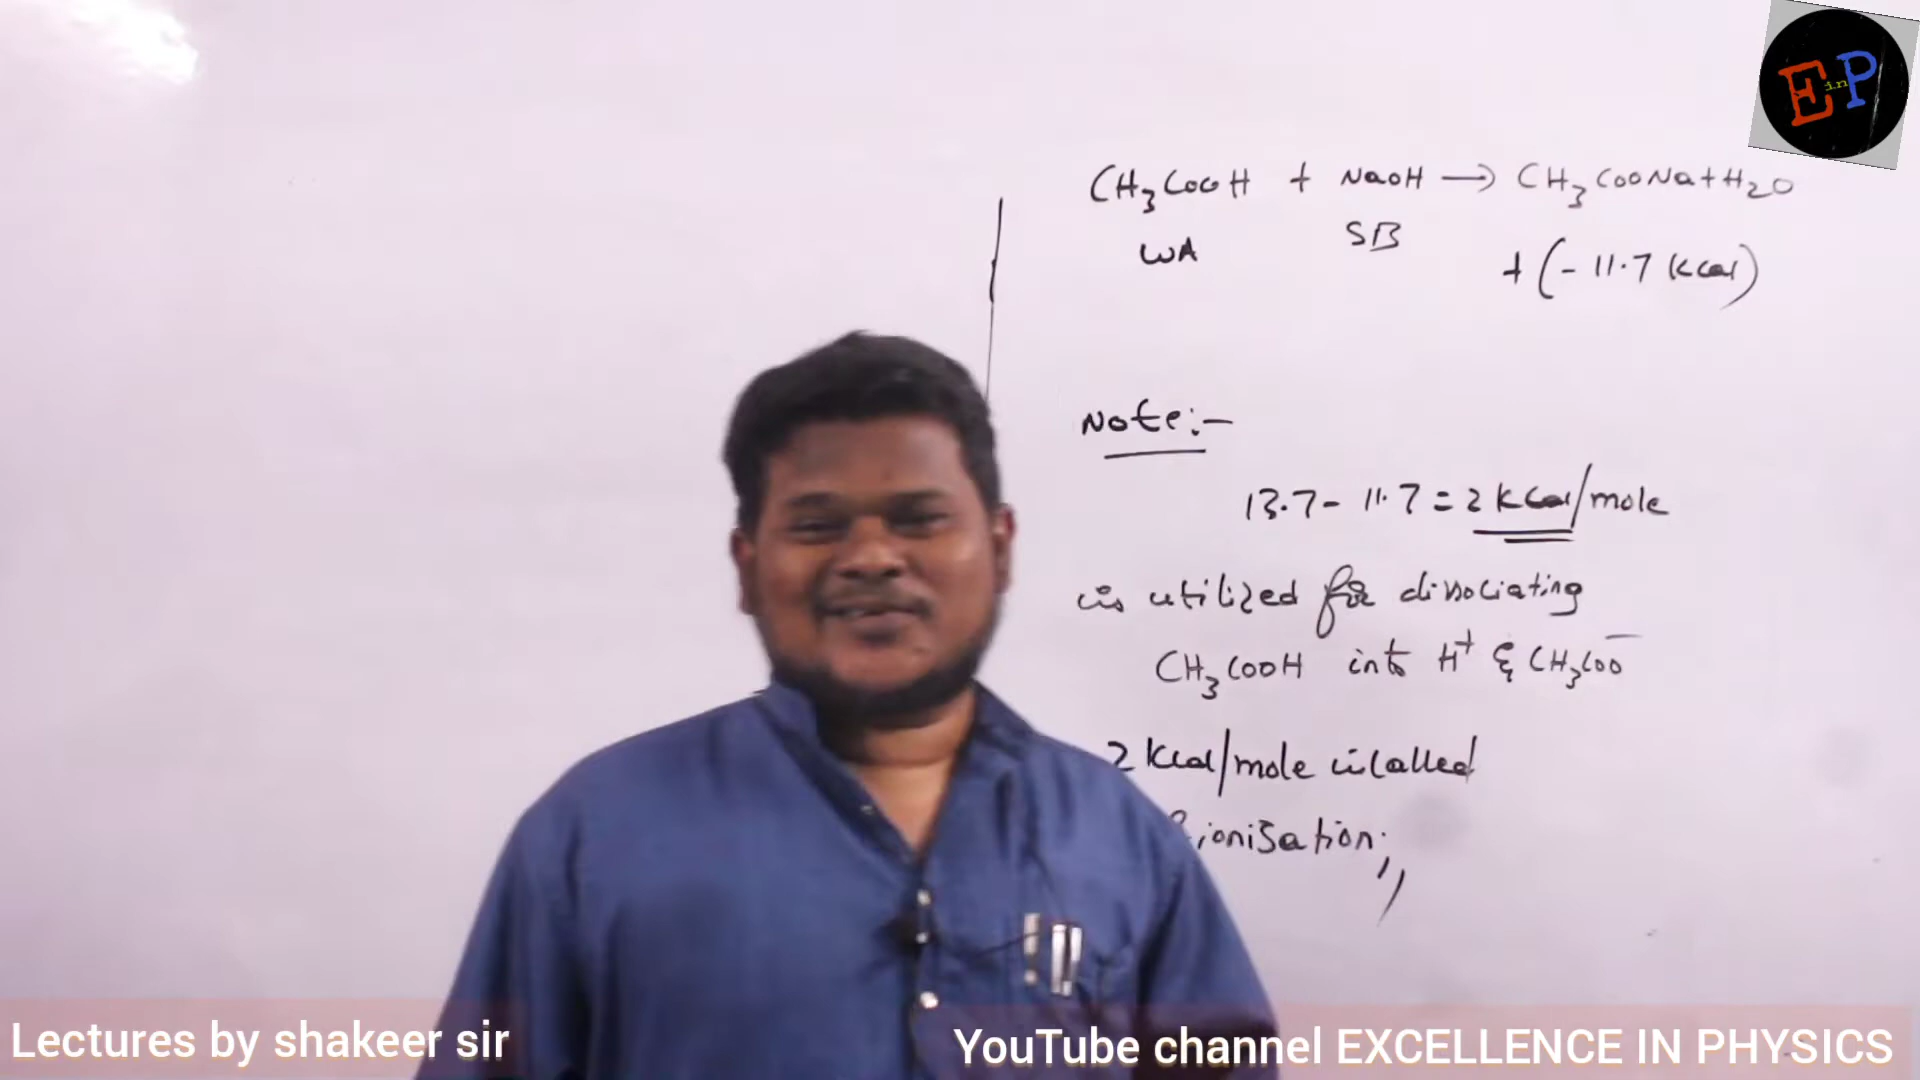 E in P
CH₃COOH + NaOH → CH₃COONa + H₂O
WA SB
+ (- 11.7 kcal)
Note:-
13.7 - 11.7 = 2 kcal/mole
is utilized for dissociating
CH₃COOH into H⁺ & CH₃COO⁻
2 kcal/mole is called
ionisation.
Lectures by shakeer sir
YouTube channel EXCELLENCE IN PHYSICS